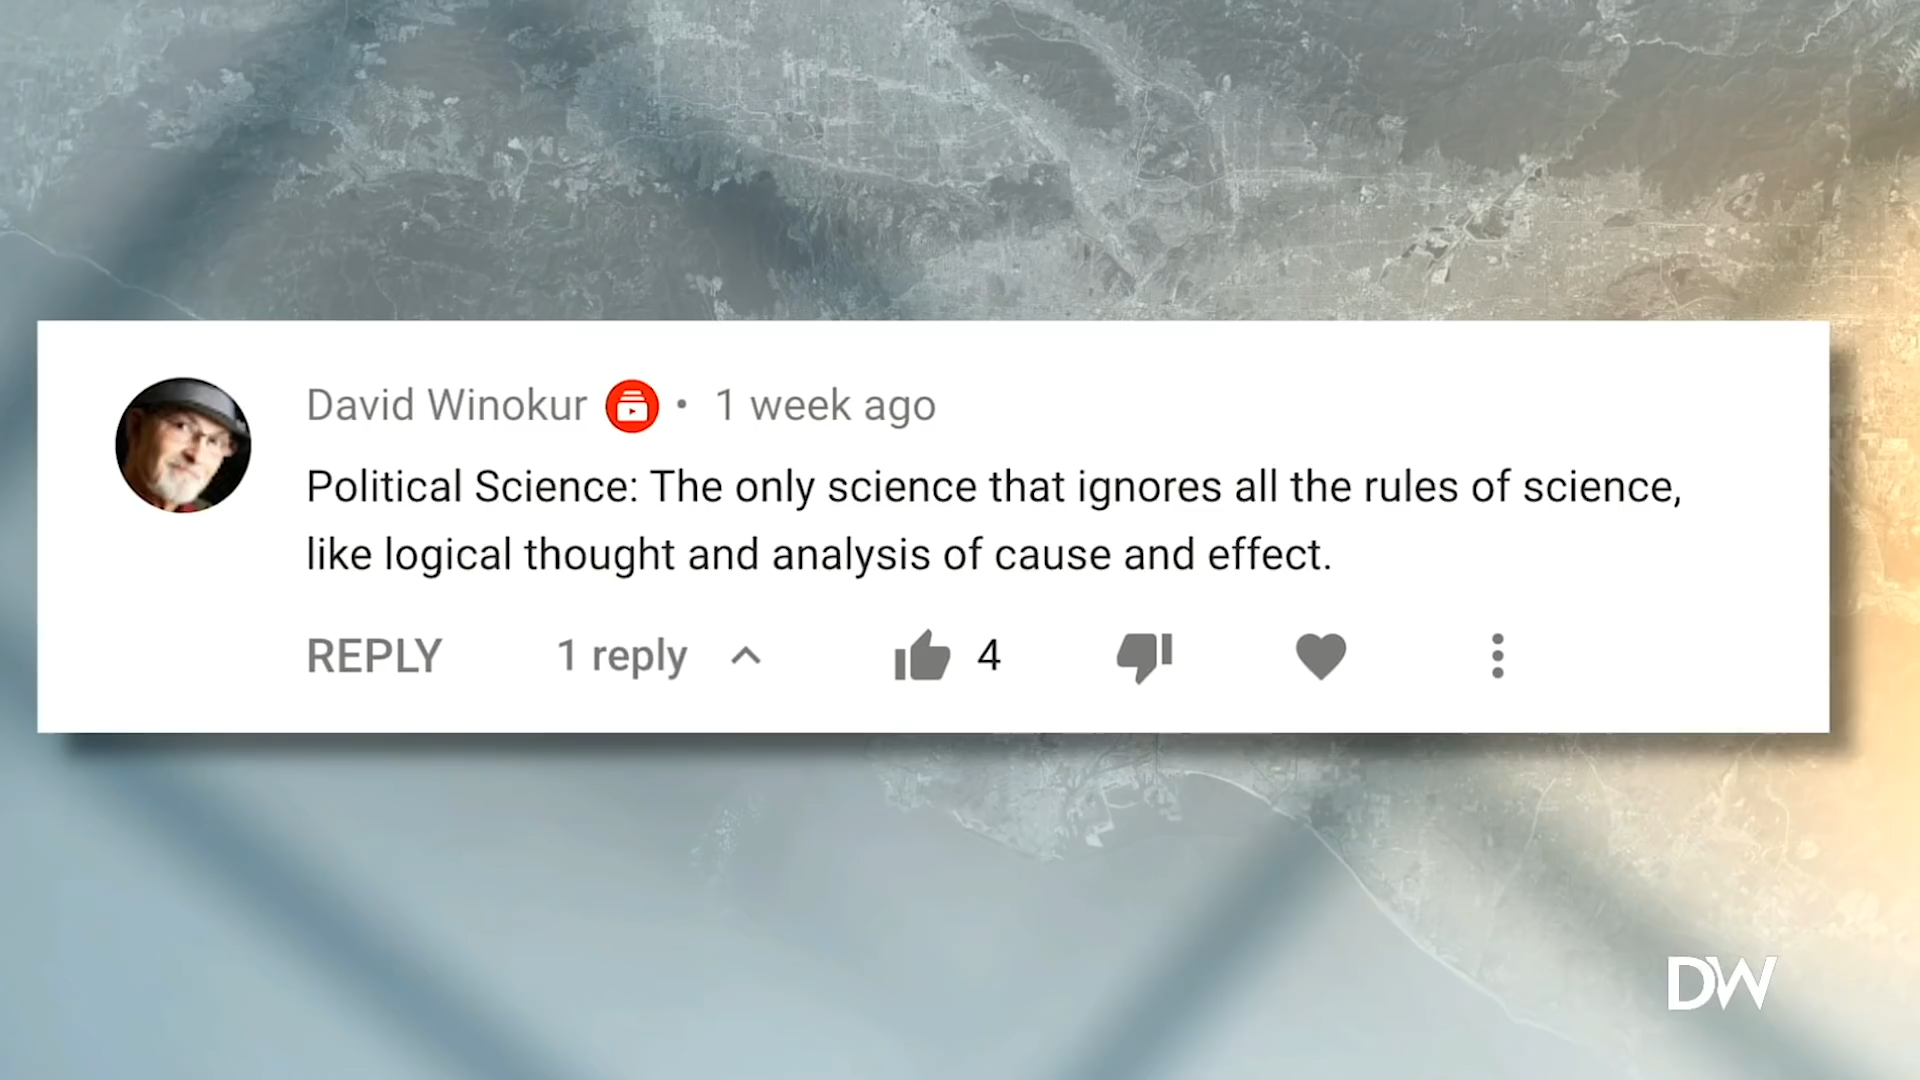 David Winokur • 1 week ago
Political Science: The only science that ignores all the rules of science,
like logical thought and analysis of cause and effect.
REPLY 1 reply 4
DW